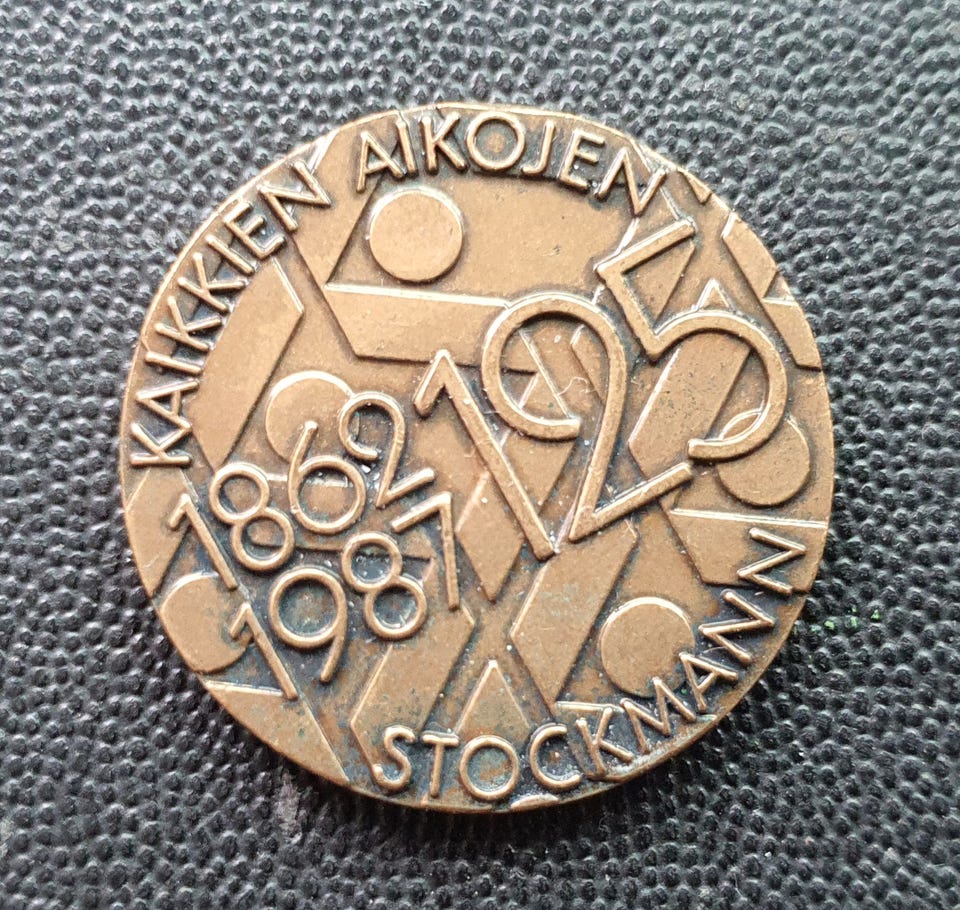 KAIKKIEN AIKOJEN
125
1862
1987
STOCKMANN